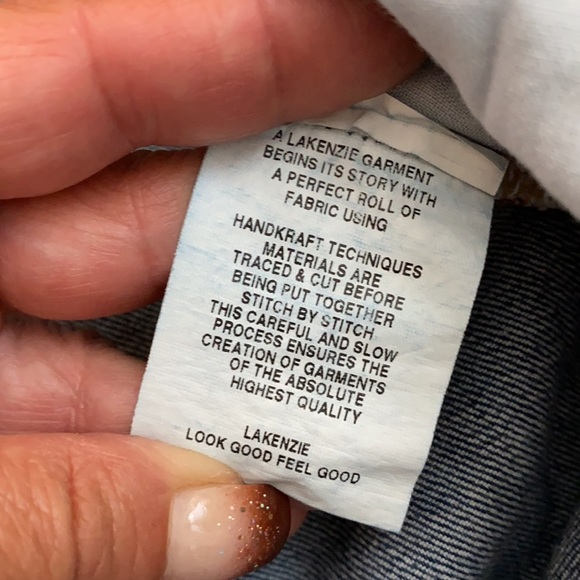 A LAKENZIE GARMENT
BEGINS ITS STORY WITH
A PERFECT ROLL OF
FABRIC USING
HANDKRAFT TECHNIQUES
MATERIALS ARE
TRACED & CUT BEFORE
BEING PUT TOGETHER
STITCH BY STITCH
THIS CAREFUL AND SLOW
PROCESS ENSURES THE
CREATION OF GARMENTS
OF THE ABSOLUTE
HIGHEST QUALITY
LAKENZIE
LOOK GOOD FEEL GOOD